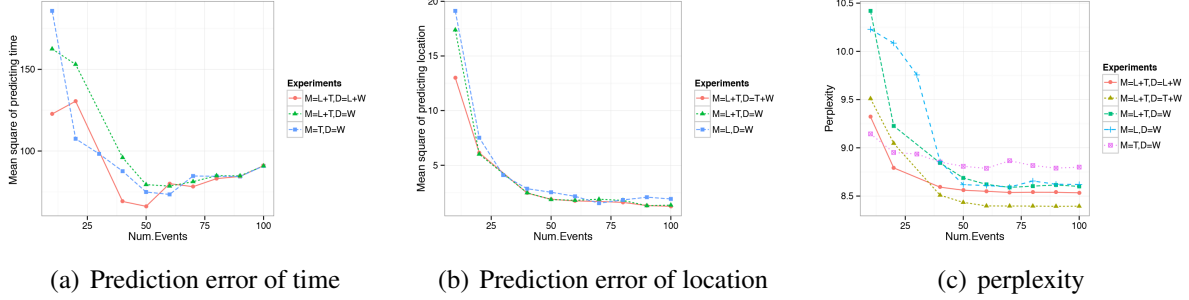 Mean square of predicting time
150
100
25
50
75
100
Num.Events
Experiments
M=L+T,D=L+W
M=L+T,D=W
M=T,D=W
(a) Prediction error of time
Mean square of predicting location
20
15
10
5
25
50
75
100
Num.Events
Experiments
M=L+T,D=T+W
M=L+T,D=W
M=L,D=W
(b) Prediction error of location
Perplexity
10.5
10.0
9.5
9.0
8.5
25
50
75
100
Num.Events
Experiments
M=L+T,D=L+W
M=L+T,D=T+W
M=L+T,D=W
M=L,D=W
M=T,D=W
(c) perplexity